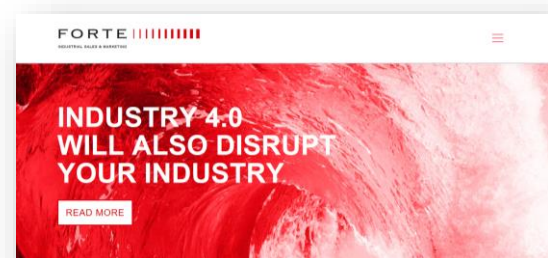 FORTE
INDUSTRIAL SALES & MARKETING
INDUSTRY 4.0
WILL ALSO DISRUPT
YOUR INDUSTRY
READ MORE